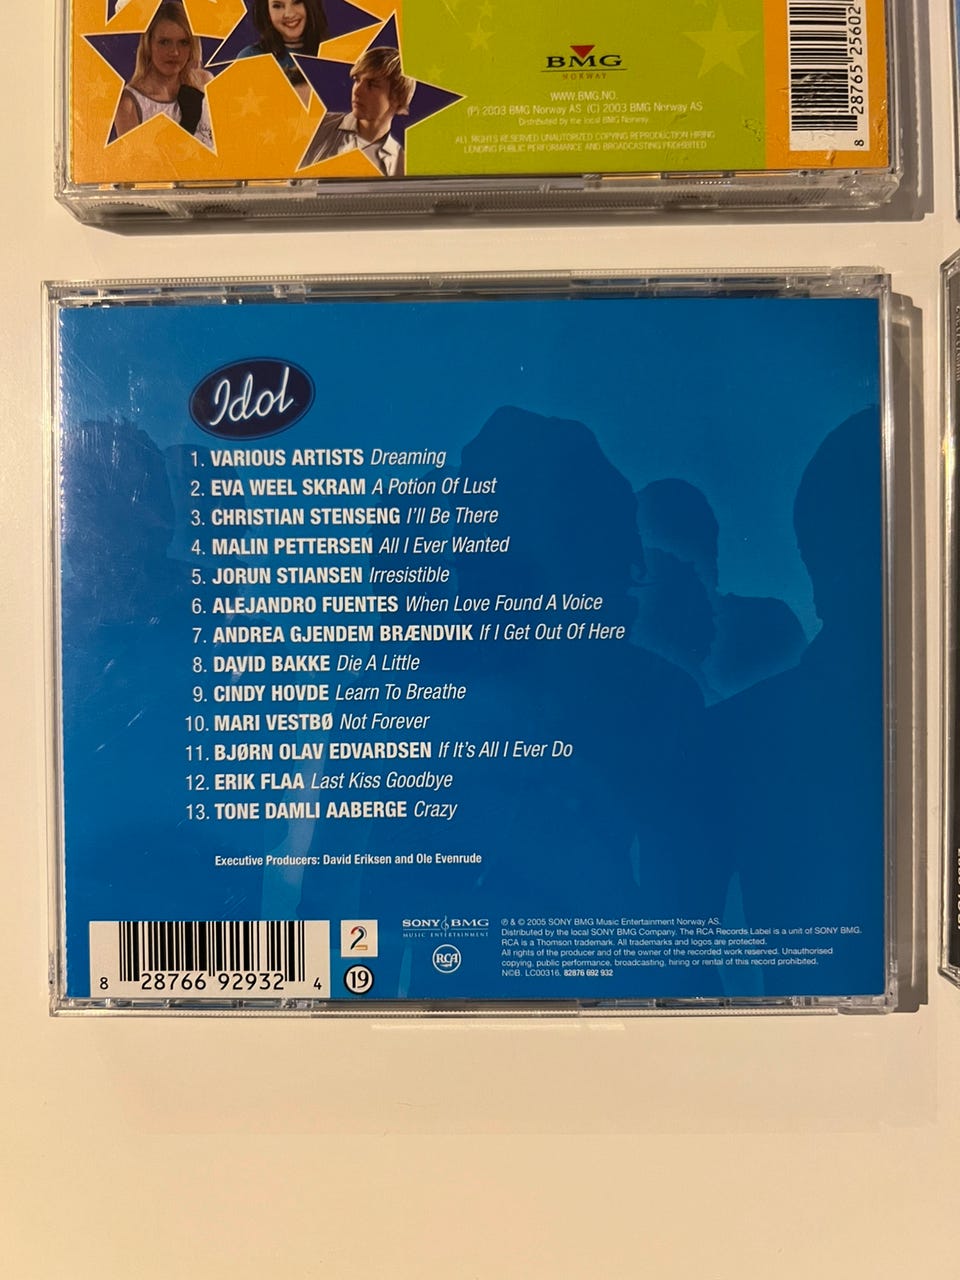 BMG
NORWAY
WWW.BMG.NO.
(P) 2003 BMG Norway AS (C) 2003 BMG Norway AS
Distributed by the local BMG Norway.
ALL RIGHTS RESERVED UNAUTHORIZED COPYING REPRODUCTION HIRING
LENDING PUBLIC PERFORMANCE AND BROADCASTING PROHIBITED
8 28765 25602
Idol
1. VARIOUS ARTISTS Dreaming
2. EVA WEEL SKRAM A Potion Of Lust
3. CHRISTIAN STENSENG I'll Be There
4. MALIN PETTERSEN All I Ever Wanted
5. JORUN STIANSEN Irresistible
6. ALEJANDRO FUENTES When Love Found A Voice
7. ANDREA GJENDEM BRÆNDVIK If I Get Out Of Here
8. DAVID BAKKE Die A Little
9. CINDY HOVDE Learn To Breathe
10. MARI VESTBØ Not Forever
11. BJØRN OLAV EDVARDSEN If It's All I Ever Do
12. ERIK FLAA Last Kiss Goodbye
13. TONE DAMLI AABERGE Crazy
Executive Producers: David Eriksen and Ole Evenrude
8 28766 92932 4
2
19
SONY BMG
MUSIC ENTERTAINMENT
RCA
℗ & © 2005 SONY BMG Music Entertainment Norway AS.
Distributed by the local SONY BMG Company. The RCA Records Label is a unit of SONY BMG.
RCA is a Thomson trademark. All trademarks and logos are protected.
All rights of the producer and of the owner of the recorded work reserved. Unauthorised
copying, public performance, broadcasting, hiring or rental of this record prohibited.
N©B. LC00316. 82876 692 932